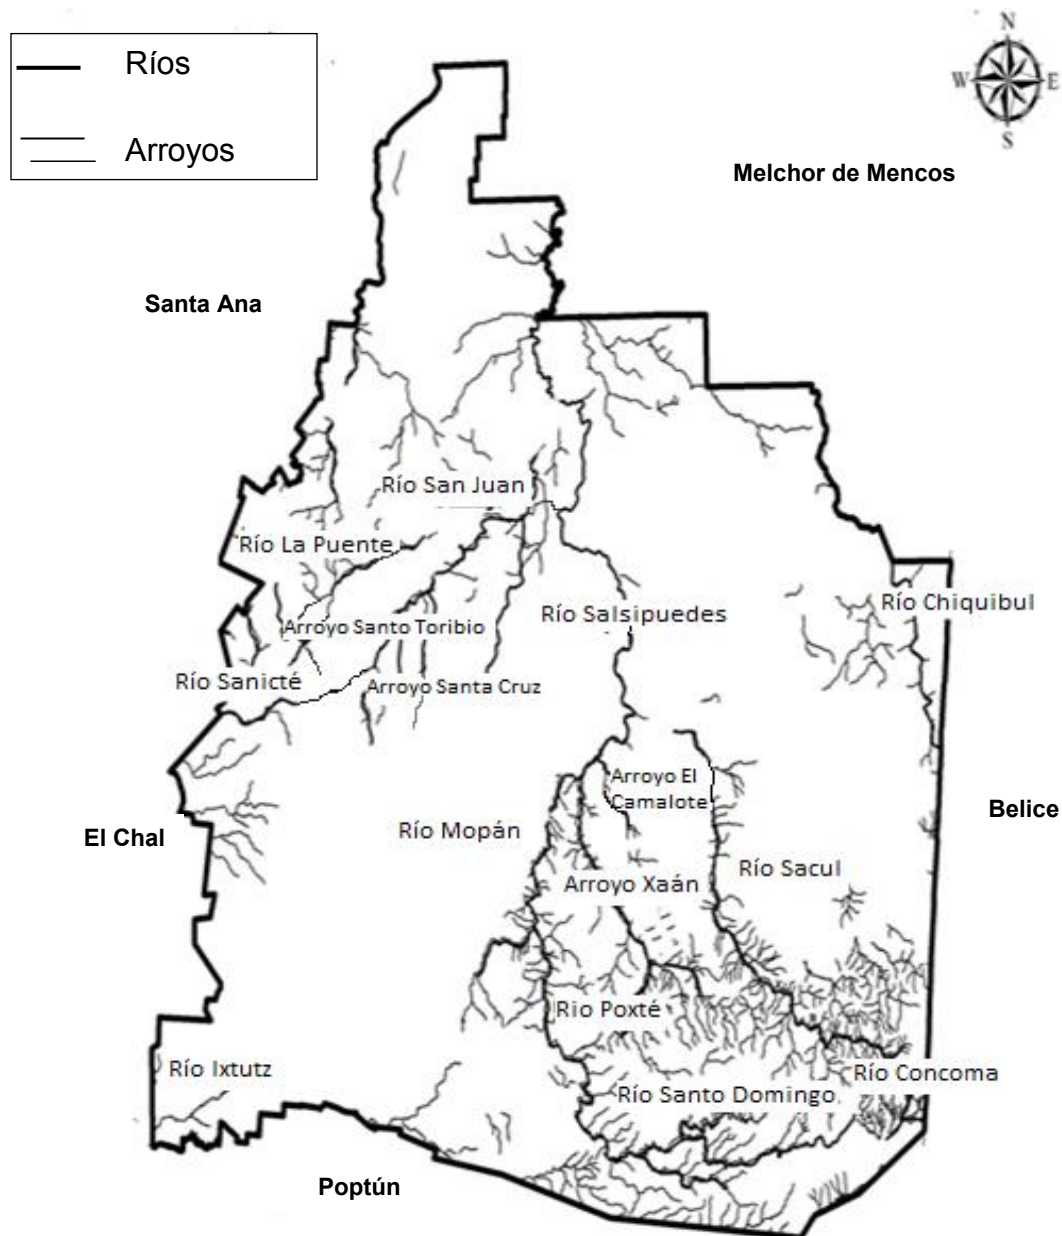 Ríos
Arroyos
N
W
E
S
Melchor de Mencos
Santa Ana
Río San Juan
Río La Puente
Río Chiquibul
Río Salsipuedes
Arroyo Santo Toribio
Río Sanicté
Arroyo Santa Cruz
Arroyo El
Camalote
Belice
Río Mopán
El Chal
Río Sacul
Arroyo Xaán
Rio Poxté
Río Ixtutz
Río Concoma
Río Santo Domingo
Poptún